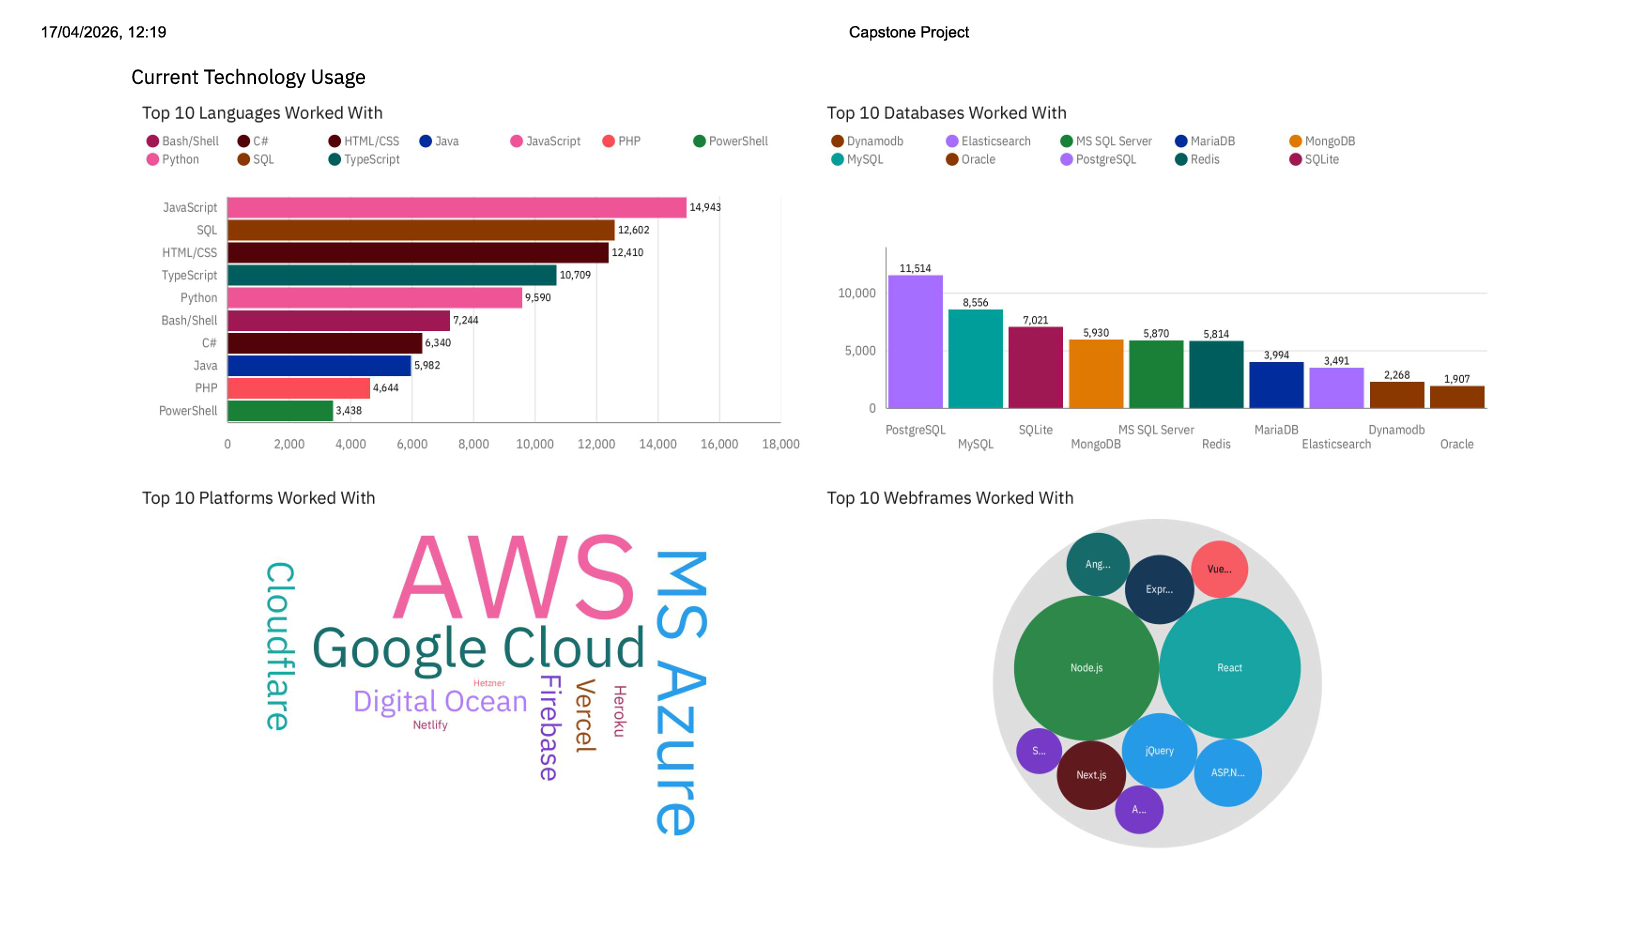 17/04/2026, 12:19
Capstone Project
Current Technology Usage
Top 10 Languages Worked With
Bash/Shell C# HTML/CSS Java JavaScript PHP PowerShell
Python SQL TypeScript
JavaScript 14,943
SQL 12,602
HTML/CSS 12,410
TypeScript 10,709
Python 9,590
Bash/Shell 7,244
C# 6,340
Java 5,982
PHP 4,644
PowerShell 3,438
0 2,000 4,000 6,000 8,000 10,000 12,000 14,000 16,000 18,000
Top 10 Databases Worked With
Dynamodb Elasticsearch MS SQL Server MariaDB MongoDB
MySQL Oracle PostgreSQL Redis SQLite
11,514
8,556
7,021
5,930
5,870
5,814
3,994
3,491
2,268
1,907
10,000
5,000
0
PostgreSQL SQLite MS SQL Server MariaDB Dynamodb
MySQL MongoDB Redis Elasticsearch Oracle
Top 10 Platforms Worked With
AWS
MS Azure
Cloudflare
Google Cloud
Hetzner
Digital Ocean
Netlify
Firebase
Vercel
Heroku
Top 10 Webframes Worked With
Ang...
Expr...
Vue...
Node.js
React
S...
Next.js
jQuery
ASP.N...
A...